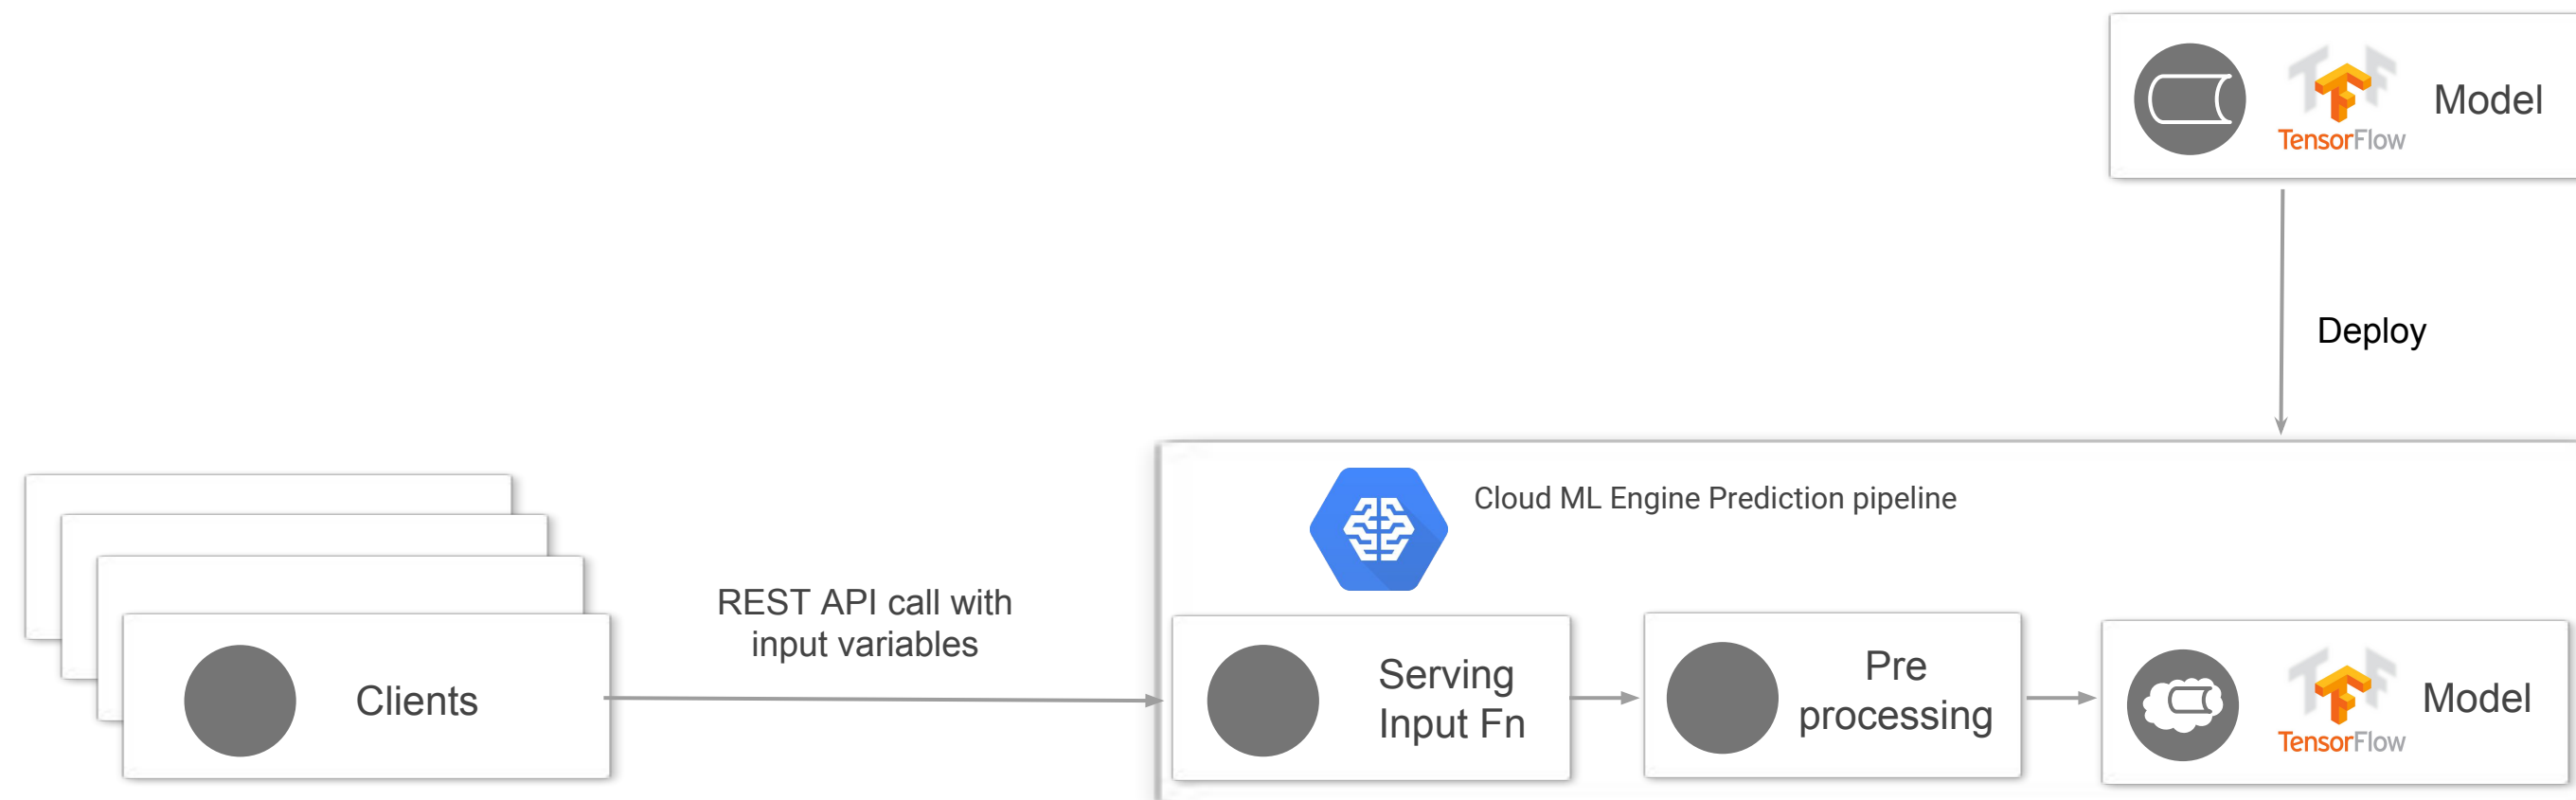 TensorFlow
Model
Deploy
Cloud ML Engine Prediction pipeline
REST API call with
input variables
Clients
Serving
Input Fn
Pre
processing
TensorFlow
Model